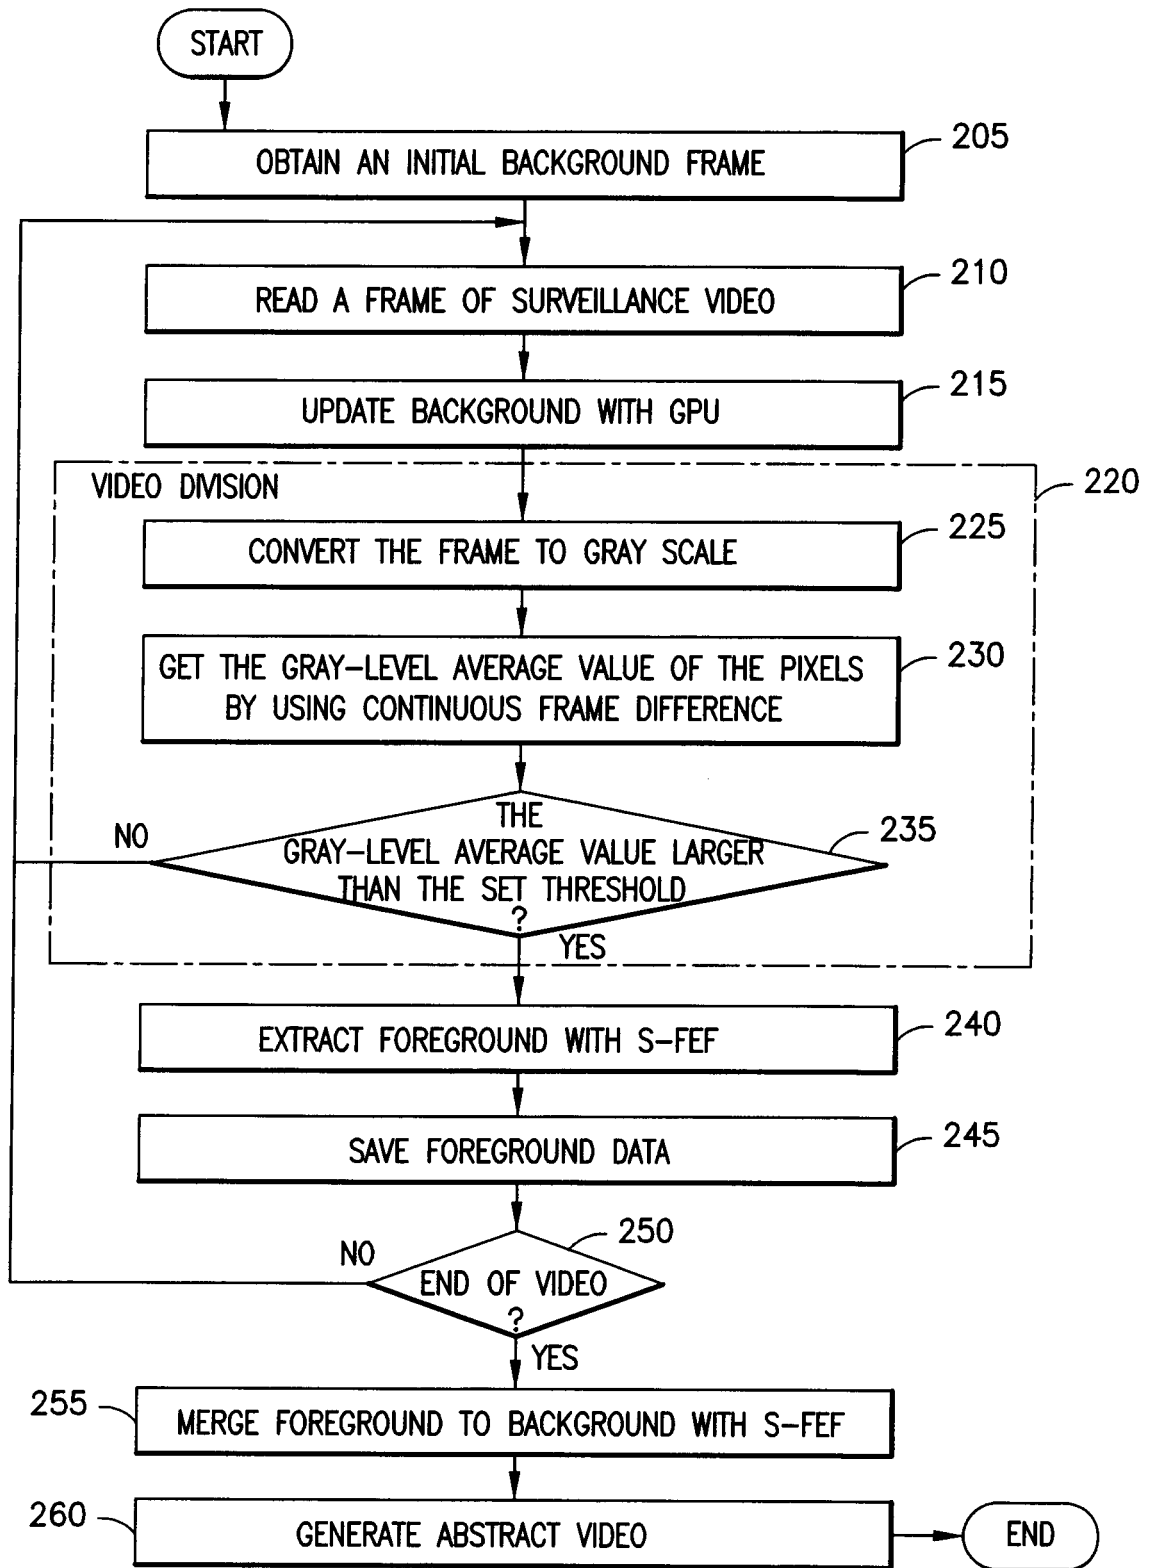 START
OBTAIN AN INITIAL BACKGROUND FRAME
205
READ A FRAME OF SURVEILLANCE VIDEO
210
UPDATE BACKGROUND WITH GPU
215
VIDEO DIVISION
220
CONVERT THE FRAME TO GRAY SCALE
225
GET THE GRAY-LEVEL AVERAGE VALUE OF THE PIXELS
BY USING CONTINUOUS FRAME DIFFERENCE
230
THE
GRAY-LEVEL AVERAGE VALUE LARGER
THAN THE SET THRESHOLD
?
235
NO
YES
EXTRACT FOREGROUND WITH S-FEF
240
SAVE FOREGROUND DATA
245
END OF VIDEO
?
250
NO
YES
255
MERGE FOREGROUND TO BACKGROUND WITH S-FEF
260
GENERATE ABSTRACT VIDEO
END